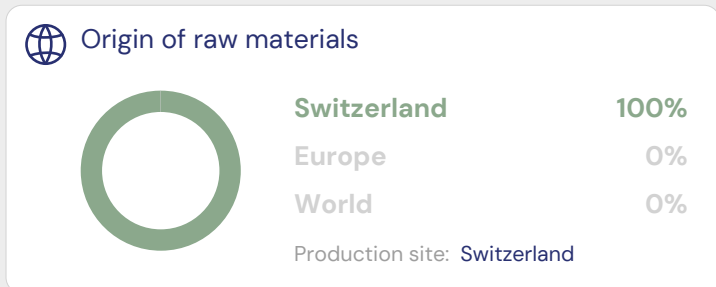 Origin of raw materials
Switzerland 100%
Europe 0%
World 0%
Production site: Switzerland